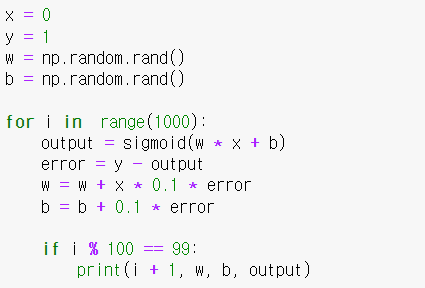 x = 0
y = 1
w = np.random.rand()
b = np.random.rand()

for i in  range(1000):
    output = sigmoid(w * x + b)
    error = y - output
    w = w + x * 0.1 * error
    b = b + 0.1 * error

    if i % 100 == 99:
        print(i + 1, w, b, output)